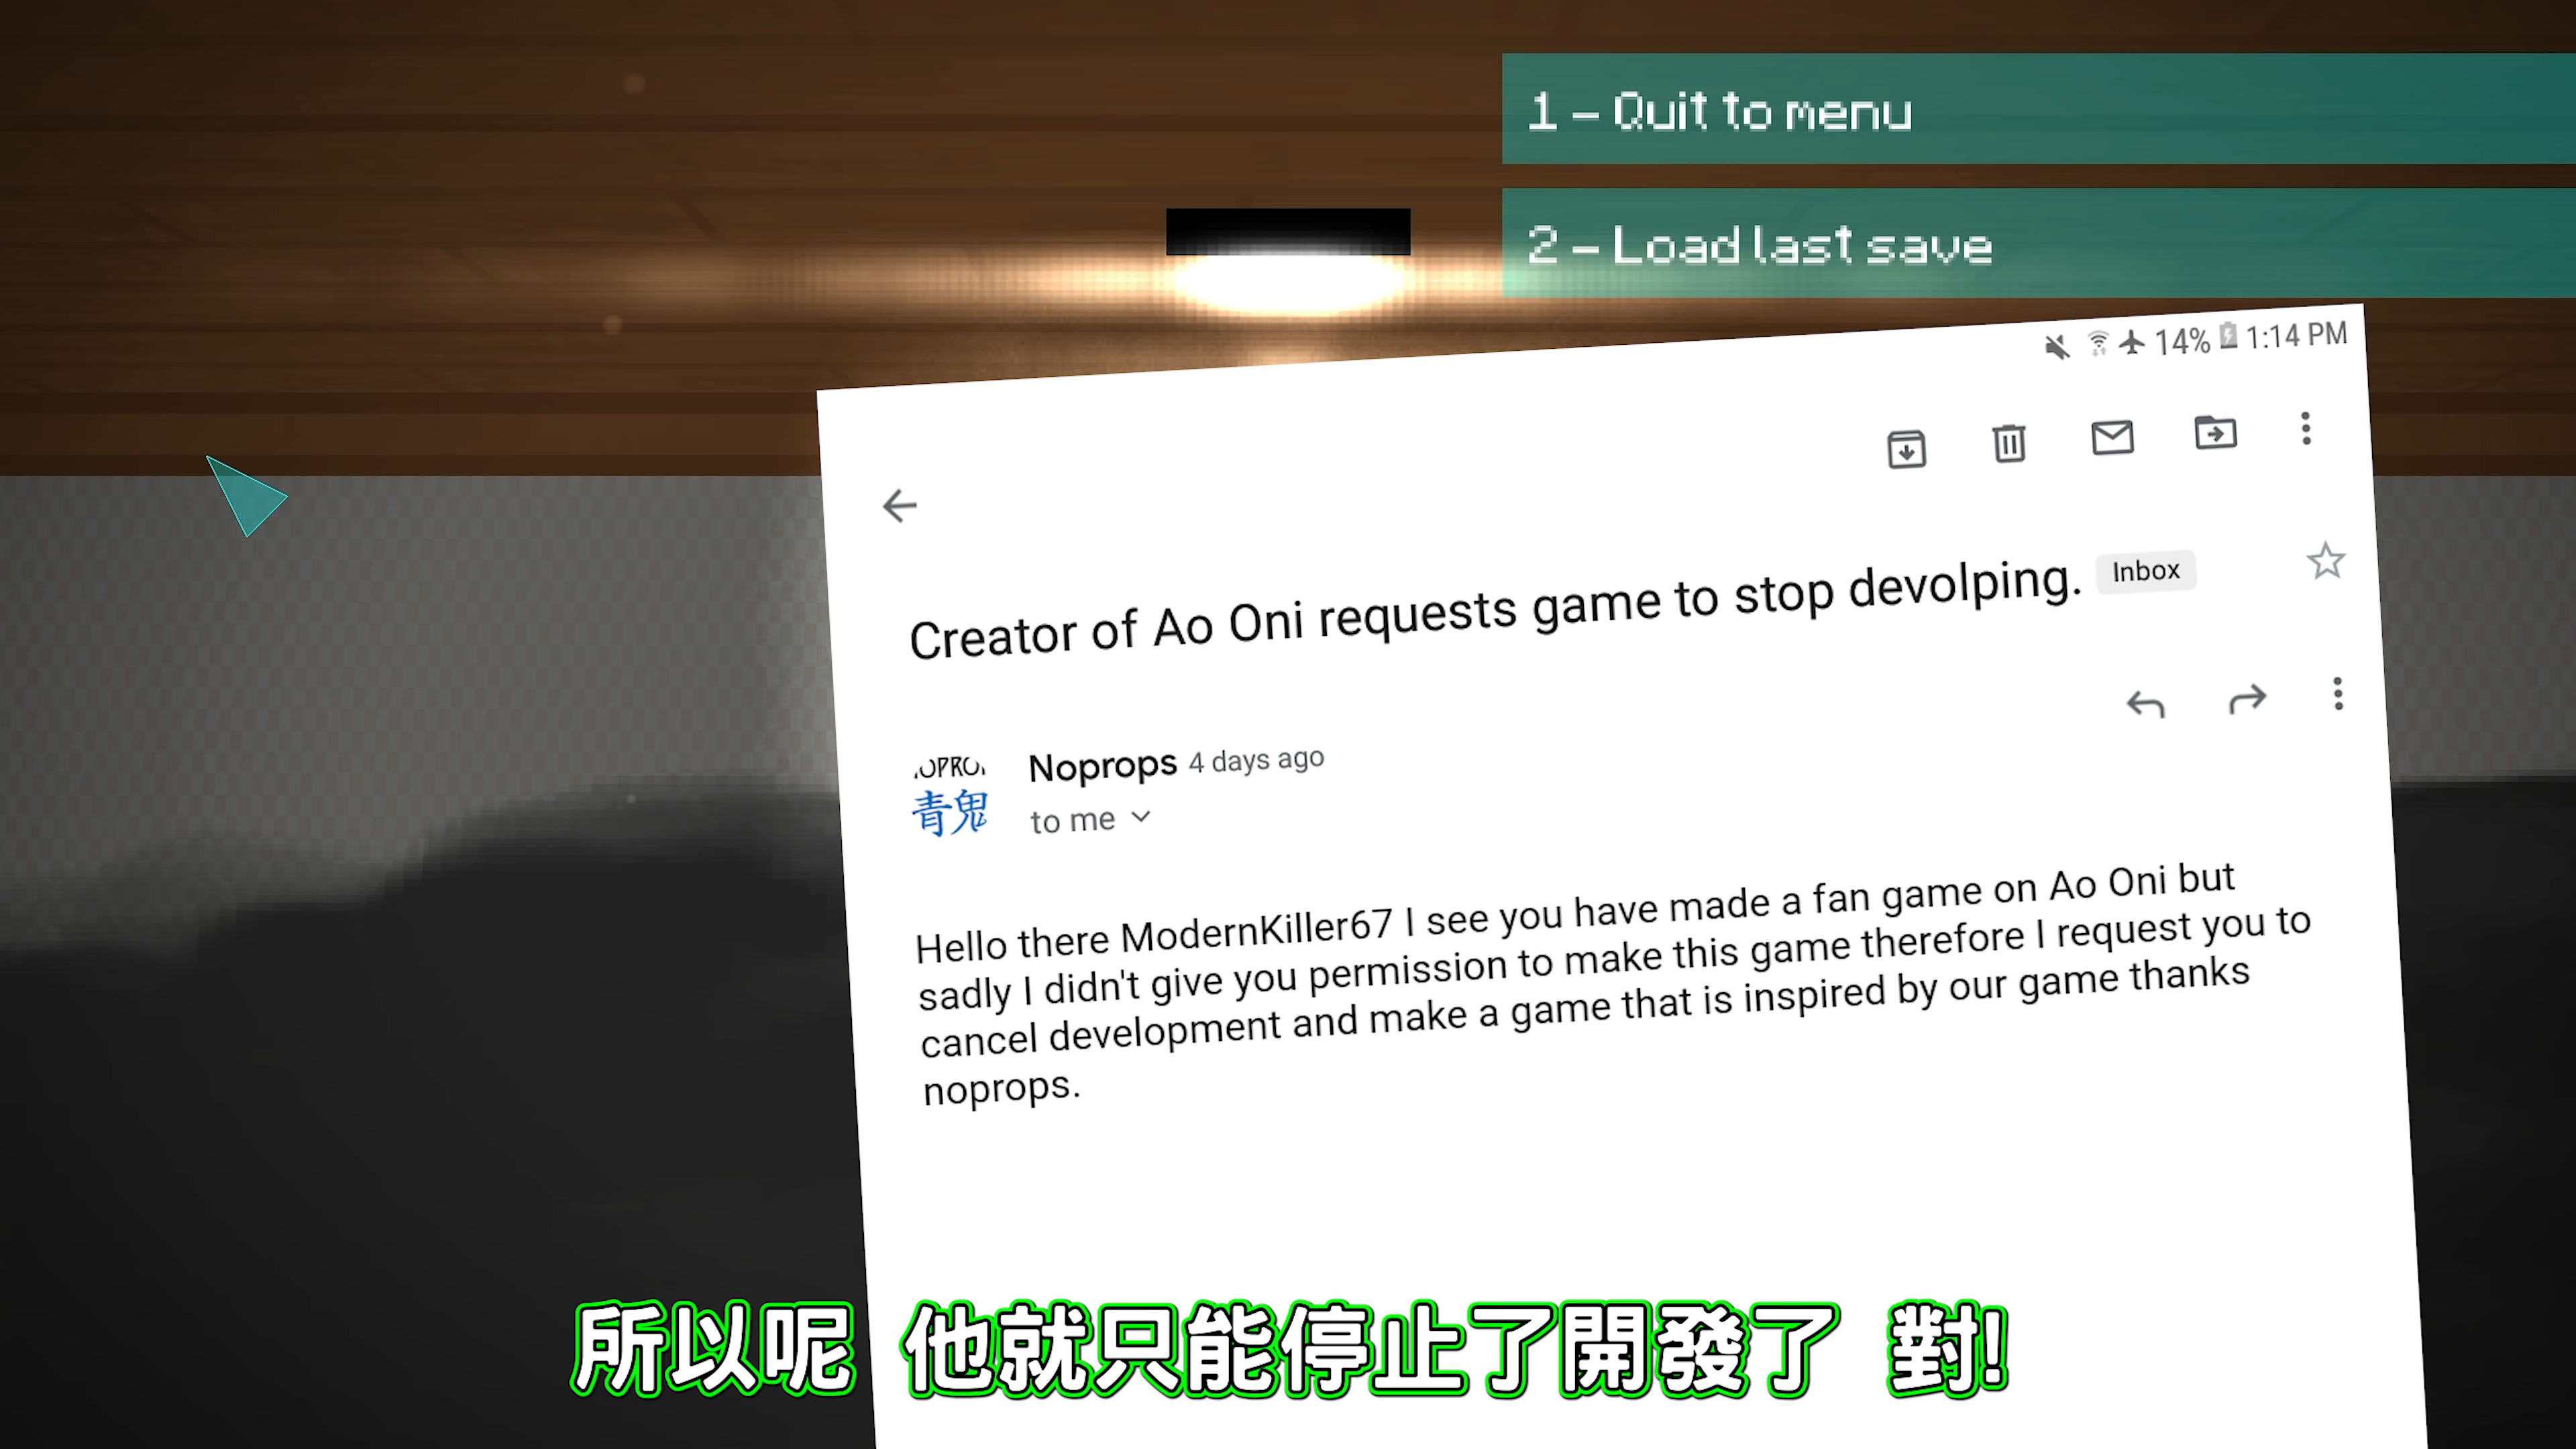 1 – Quit to menu
2 – Load last save
14% 1:14 PM
Creator of Ao Oni requests game to stop devolping. Inbox
青鬼
Noprops 4 days ago
to me
Hello there ModernKiller67 I see you have made a fan game on Ao Oni but
sadly I didn't give you permission to make this game therefore I request you to
cancel development and make a game that is inspired by our game thanks
noprops.
所以呢 他就只能停止了開發了 對!